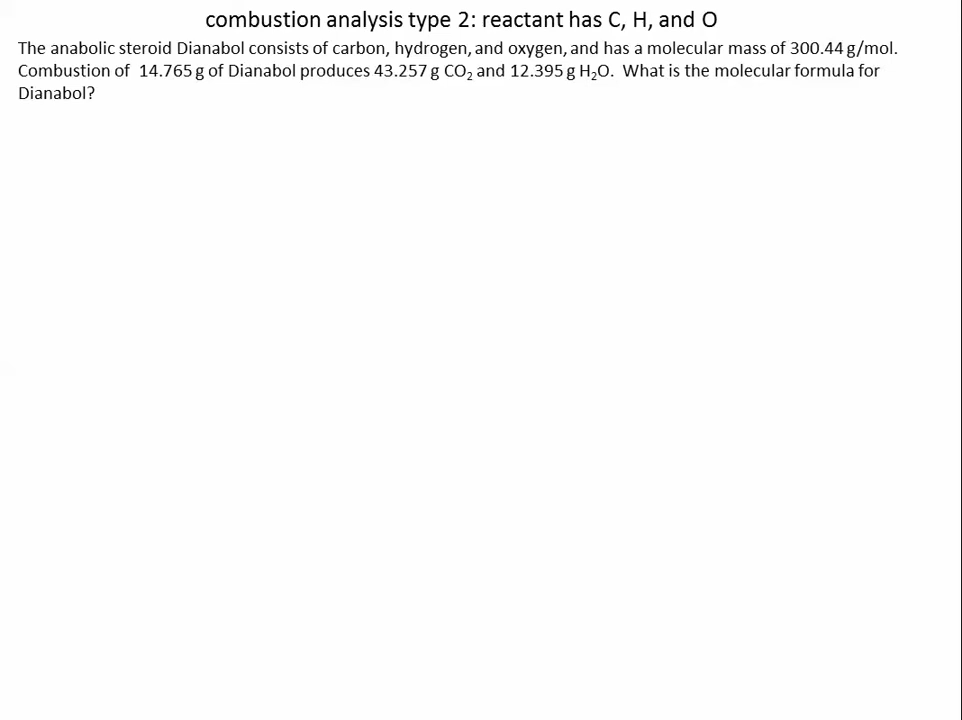 combustion analysis type 2: reactant has C, H, and O
The anabolic steroid Dianabol consists of carbon, hydrogen, and oxygen, and has a molecular mass of 300.44 g/mol.
Combustion of 14.765 g of Dianabol produces 43.257 g CO₂ and 12.395 g H₂O. What is the molecular formula for
Dianabol?